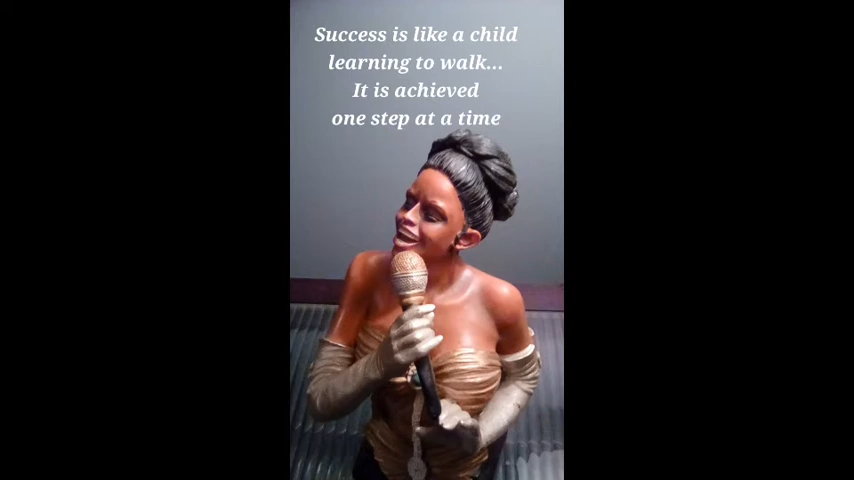 Success is like a child
learning to walk...
It is achieved
one step at a time